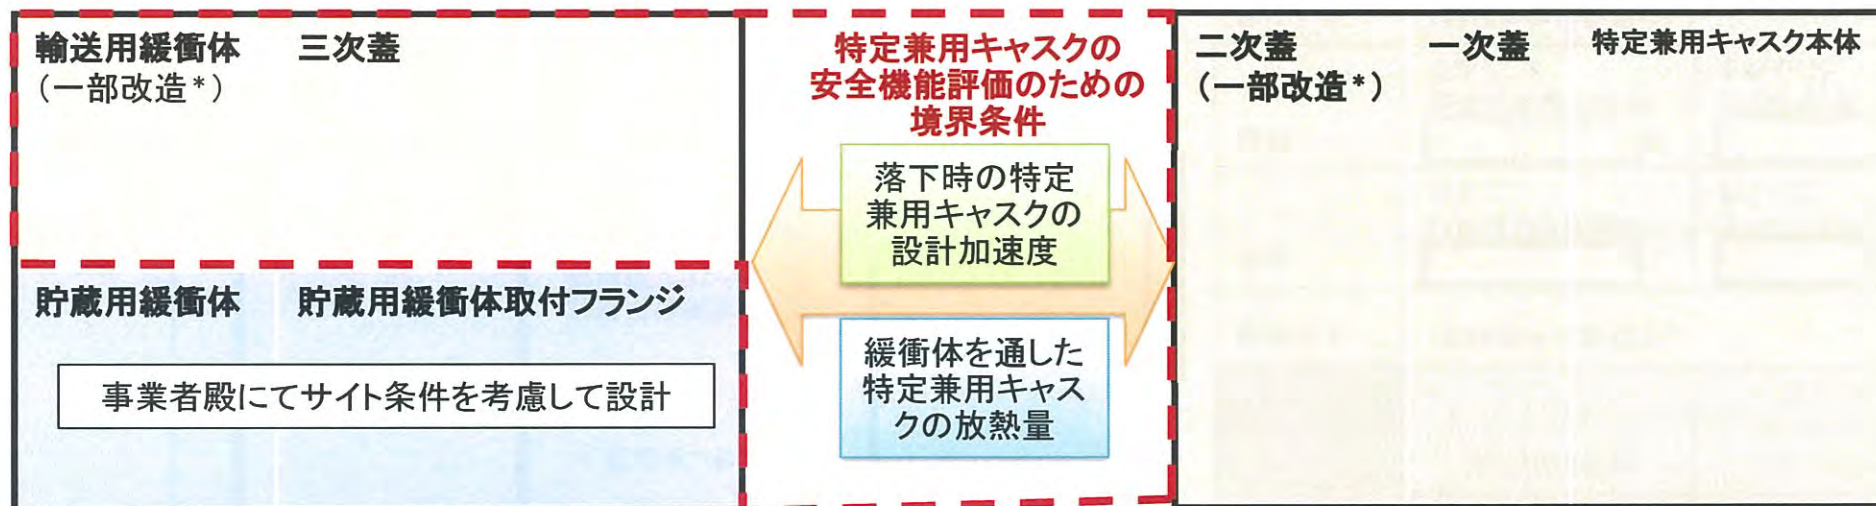 輸送用緩衝体
(一部改造*)
三次蓋
特定兼用キャスクの
安全機能評価のための
境界条件
落下時の特定
兼用キャスクの
設計加速度
緩衝体を通した
特定兼用キャス
クの放熱量
二次蓋
(一部改造*)
一次蓋
特定兼用キャスク本体
貯蔵用緩衝体
貯蔵用緩衝体取付フランジ
事業者殿にてサイト条件を考慮して設計